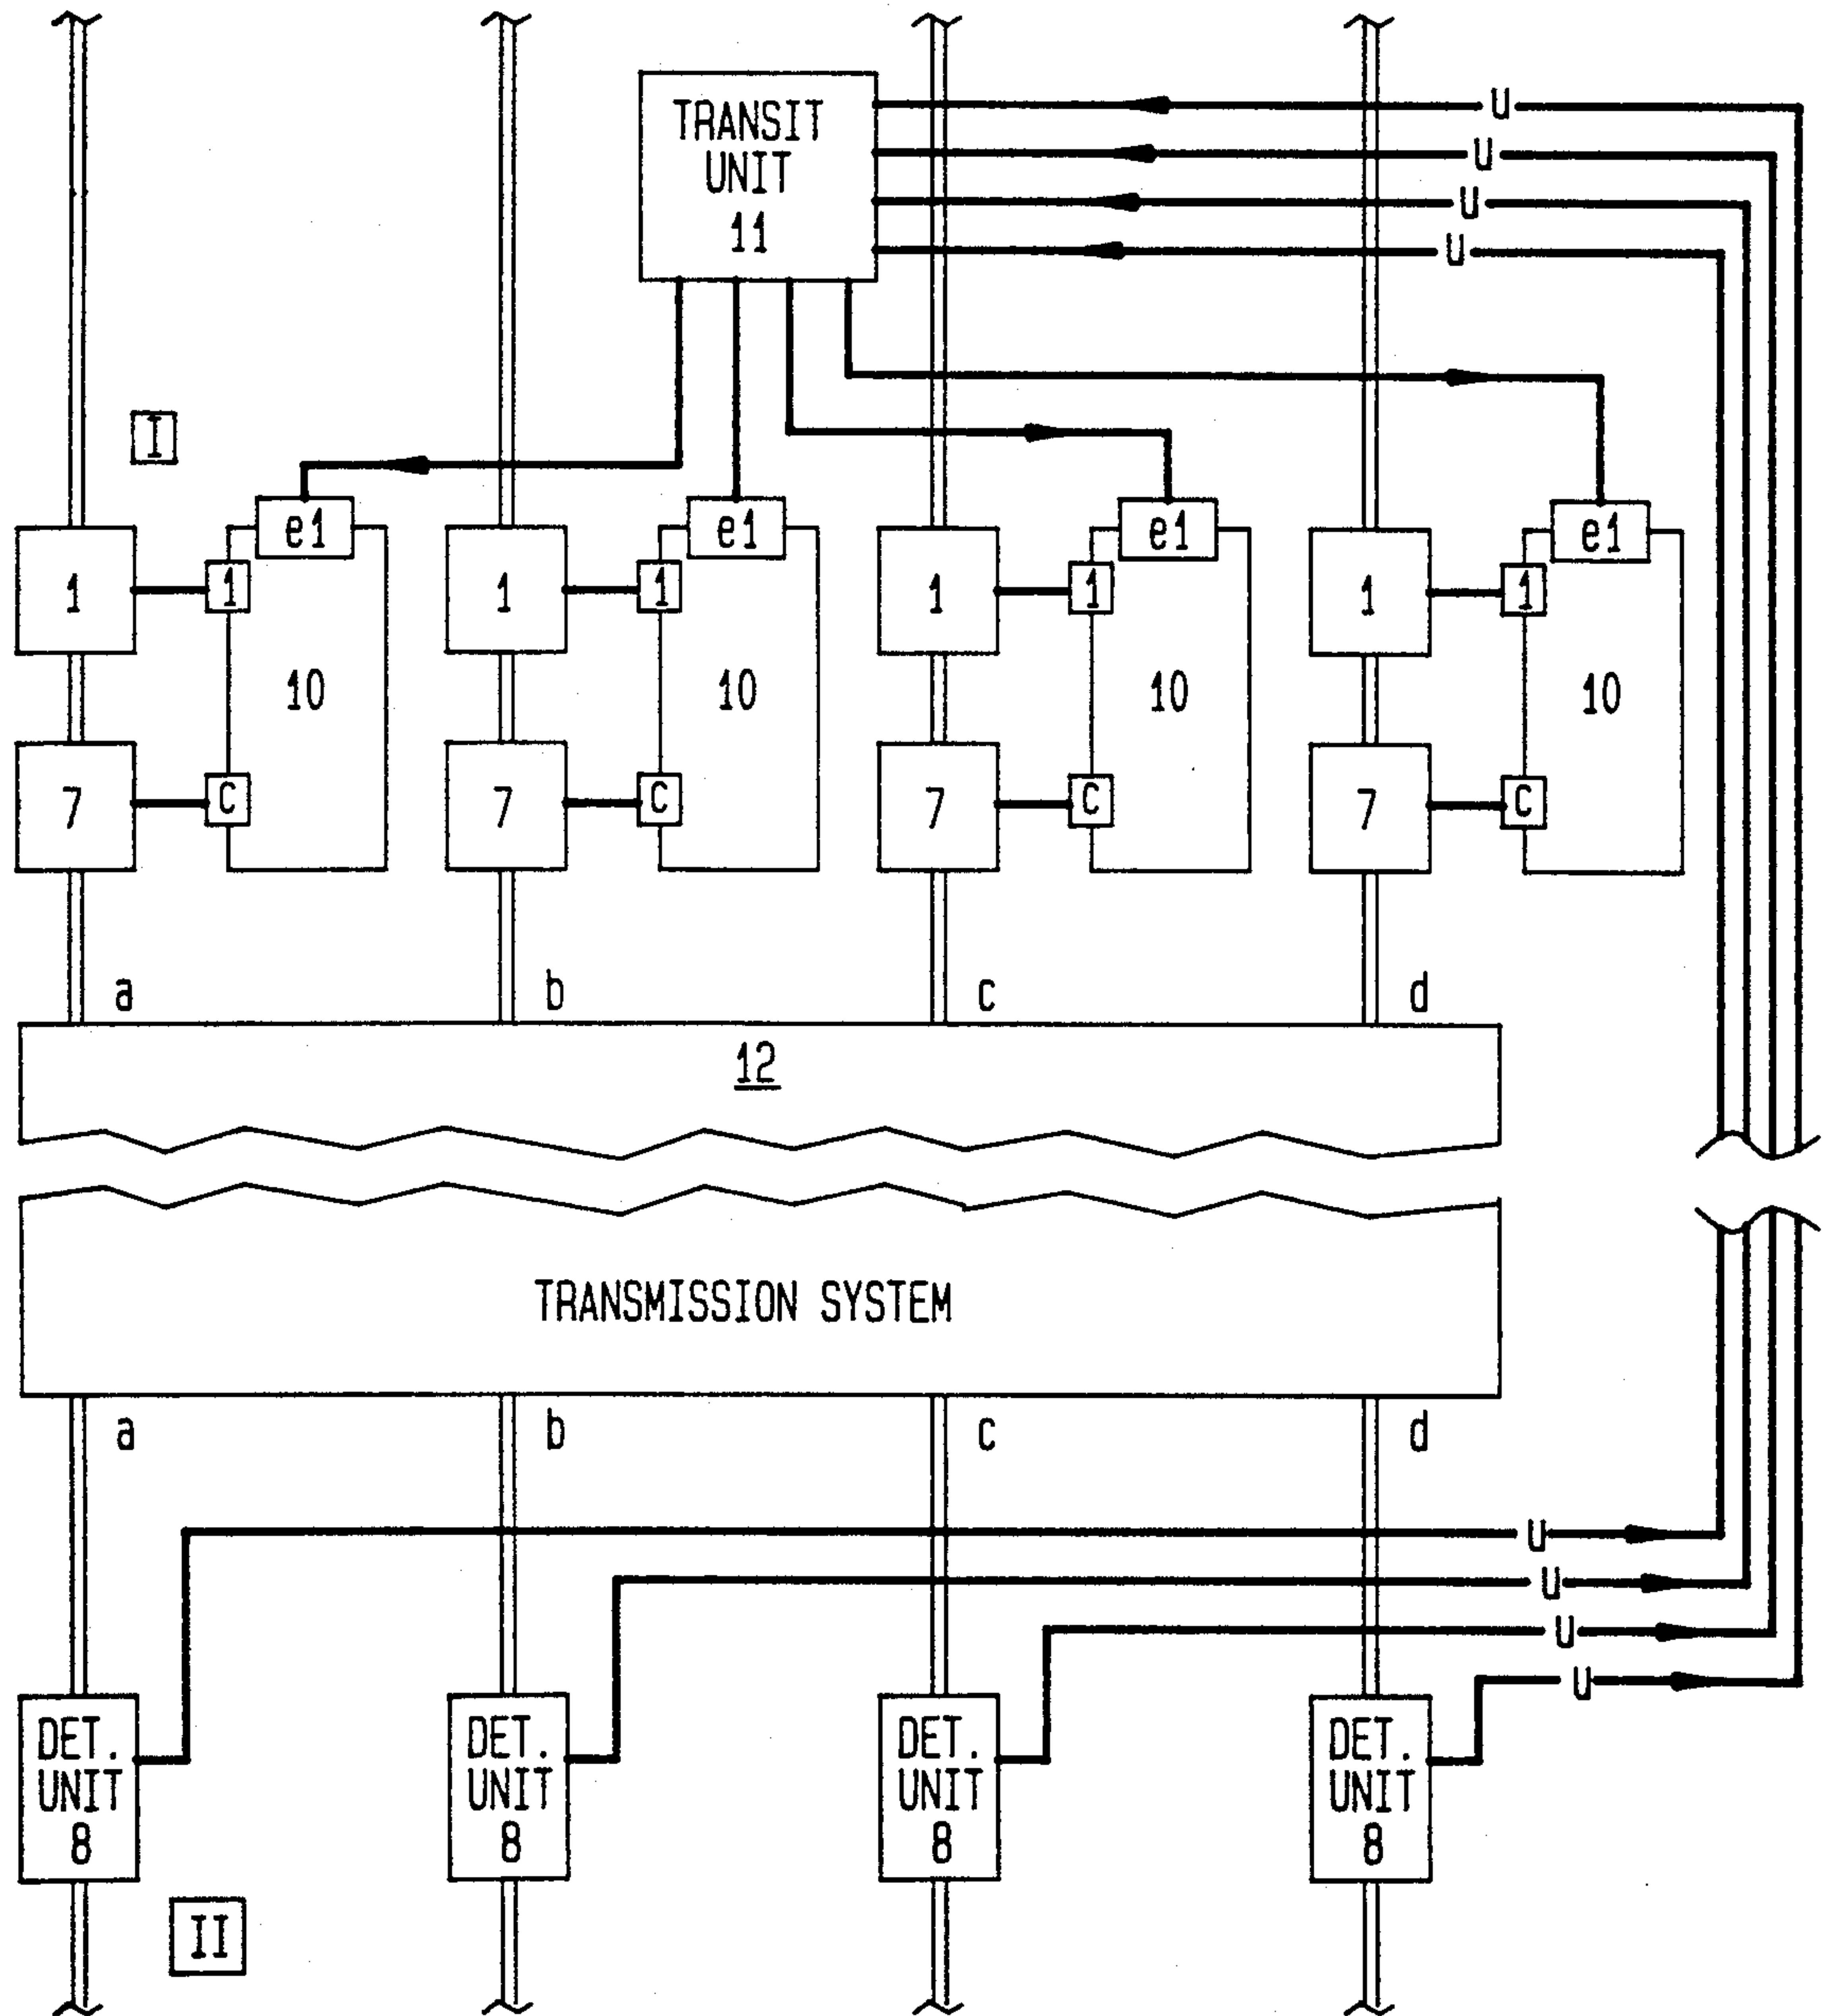 TRANSIT
UNIT
11
U
U
U
U
I
e1
e1
e1
e1
1
1
1
1
1
1
1
1
10
10
10
10
7
C
7
C
7
C
7
C
a
b
c
d
12
TRANSMISSION SYSTEM
a
b
c
d
U
U
U
U
DET.
UNIT
8
DET.
UNIT
8
DET.
UNIT
8
DET.
UNIT
8
II